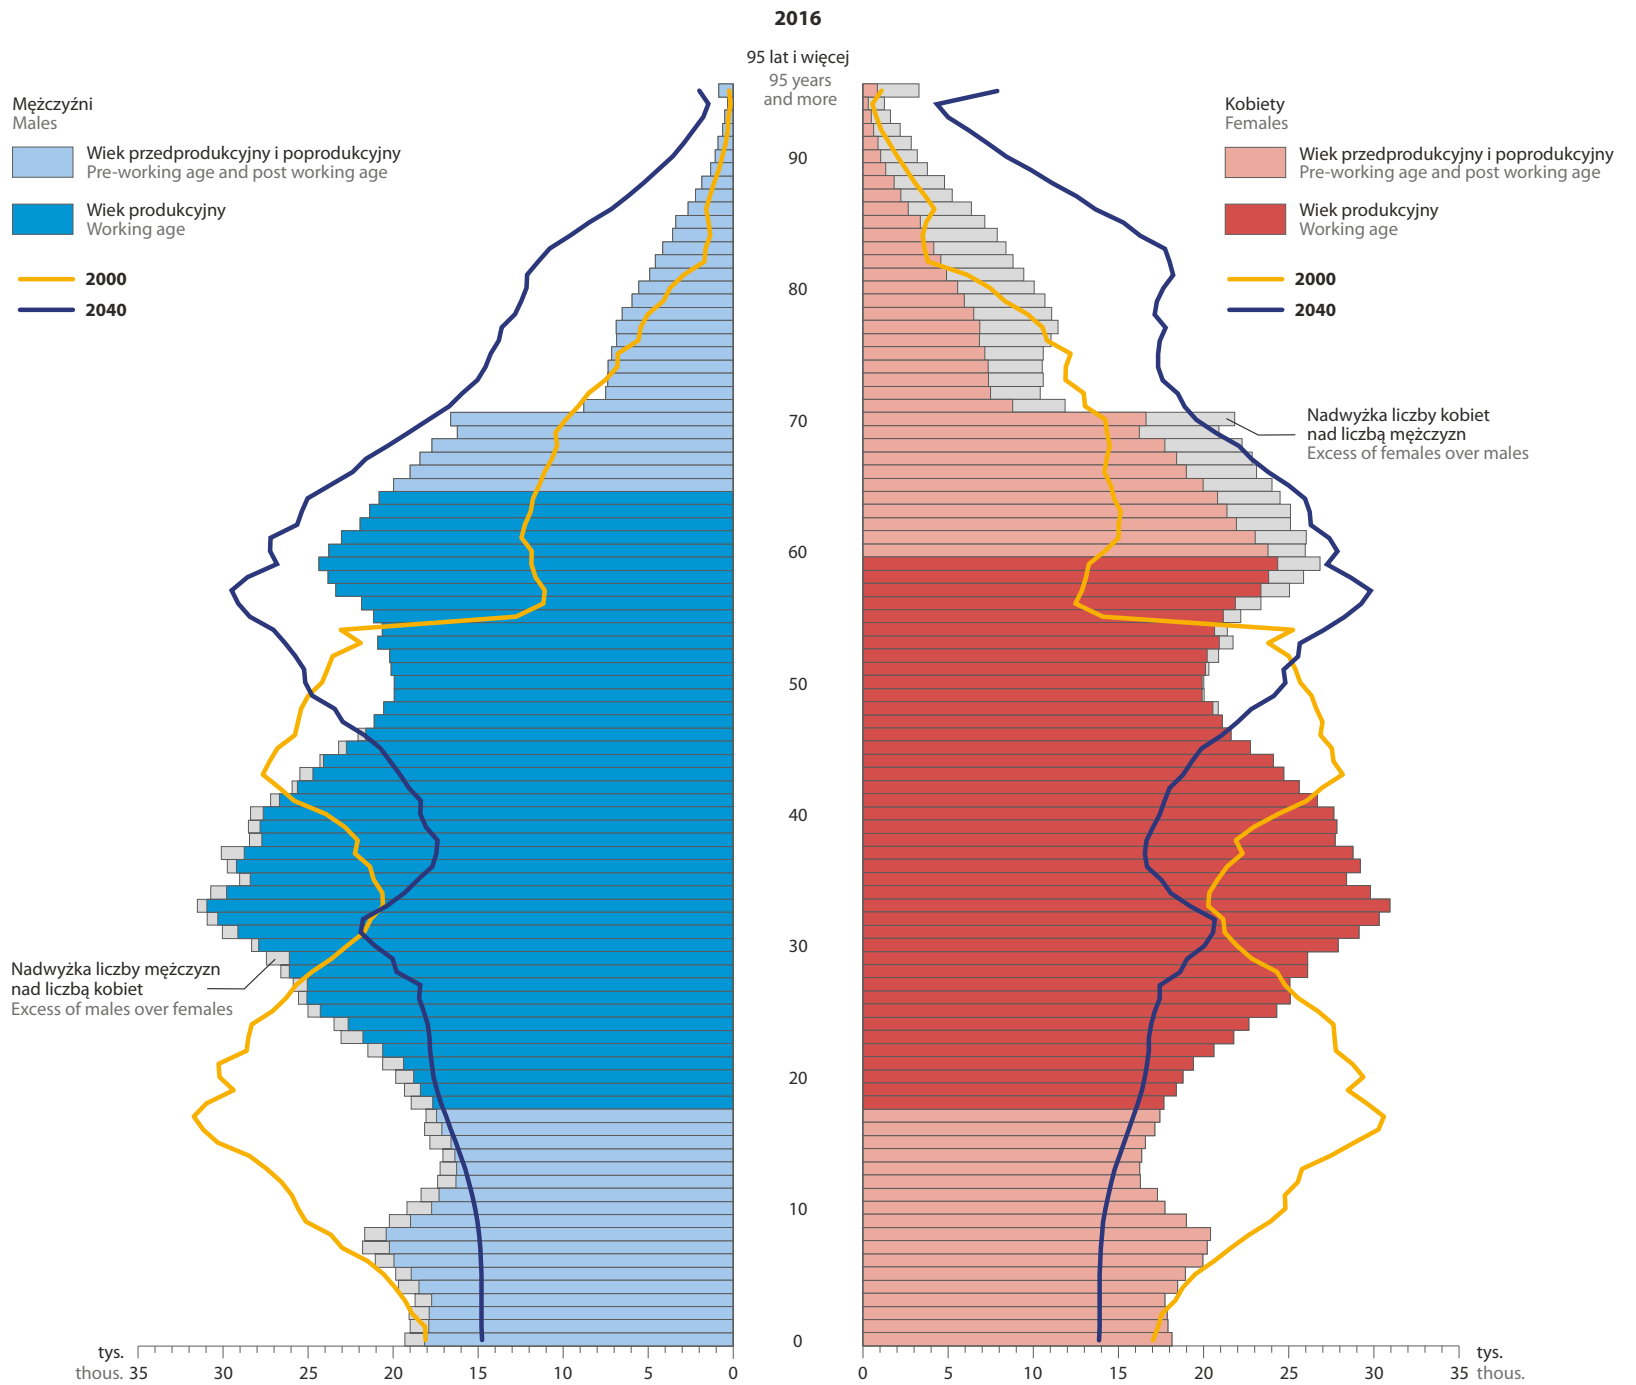 2016
95 lat i więcej
95 years
and more
Mężczyźni
Males
Wiek przedprodukcyjny i poprodukcyjny
Pre-working age and post working age
Wiek produkcyjny
Working age
2000
2040
Kobiety
Females
Wiek przedprodukcyjny i poprodukcyjny
Pre-working age and post working age
Wiek produkcyjny
Working age
2000
2040
90
80
70
60
50
40
30
20
10
0
Nadwyżka liczby kobiet
nad liczbą mężczyzn
Excess of females over males
Nadwyżka liczby mężczyzn
nad liczbą kobiet
Excess of males over females
tys.
thous. 35 30 25 20 15 10 5 0
tys.
0 5 10 15 20 25 30 35 thous.